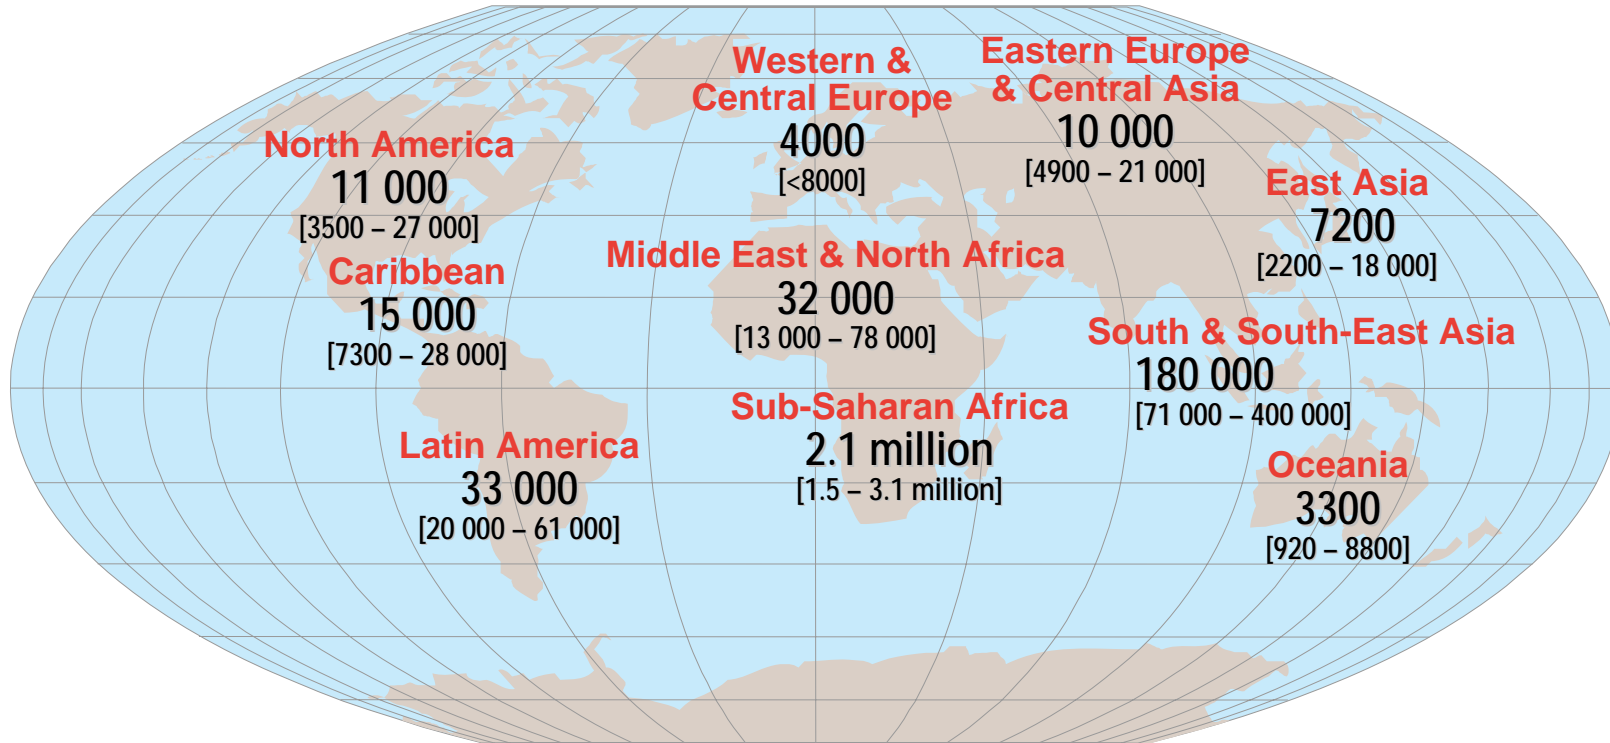 Western &
Central Europe
4000
[<8000]
Eastern Europe
& Central Asia
10 000
[4900 – 21 000]
North America
11 000
[3500 – 27 000]
East Asia
7200
[2200 – 18 000]
Caribbean
15 000
[7300 – 28 000]
Middle East & North Africa
32 000
[13 000 – 78 000]
South & South-East Asia
180 000
[71 000 – 400 000]
Sub-Saharan Africa
2.1 million
[1.5 – 3.1 million]
Latin America
33 000
[20 000 – 61 000]
Oceania
3300
[920 – 8800]